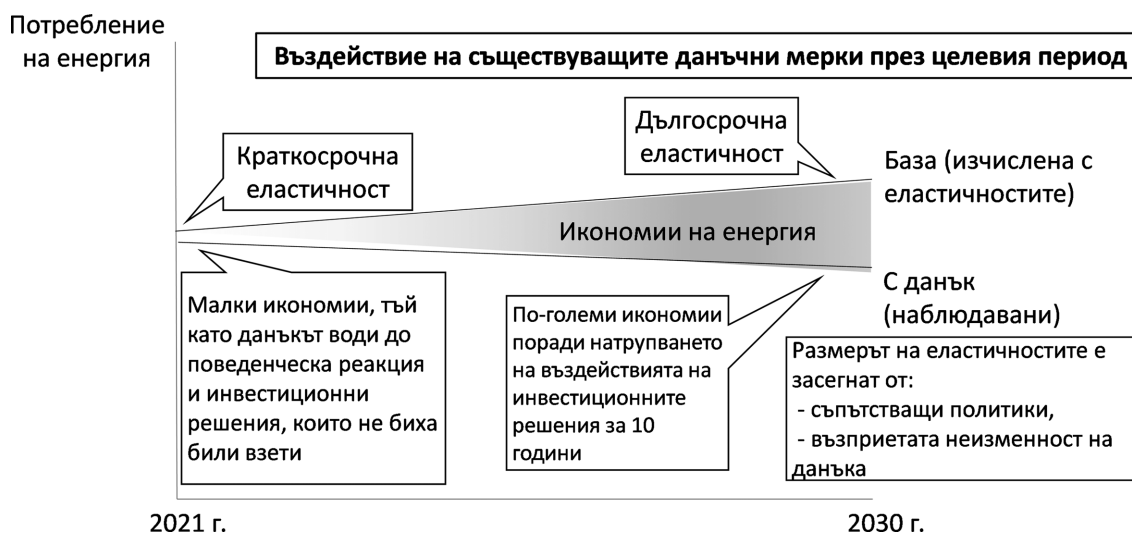 Потребление
на енергия
Въздействие на съществуващите данъчни мерки през целевия период
Краткосрочна
еластичност
Дългосрочна
еластичност
База (изчислена с
еластичностите)
Икономии на енергия
С данък
(наблюдавани)
Малки икономии, тъй
като данъкът води до
поведенческа реакция
и инвестиционни
решения, които не биха
били взети
По-големи икономии
поради натрупването
на въздействията на
инвестиционните
решения за 10
години
Размерът на еластичностите е
засегнат от:
- съпътстващи политики,
- възприетата неизменност на
данъка
2021 г.
2030 г.